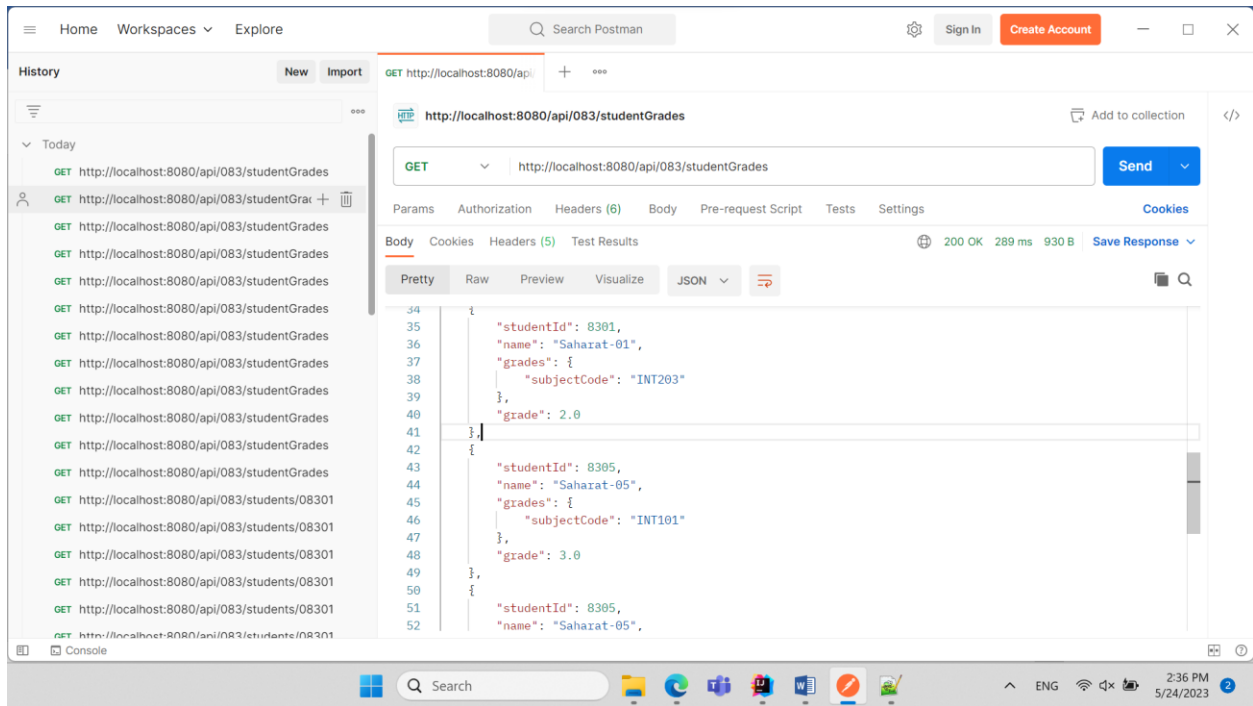 Home Workspaces Explore Search Postman Sign In Create Account
History New Import GET http://localhost:8080/api/
HTTP http://localhost:8080/api/083/studentGrades Add to collection </>
Today
GET http://localhost:8080/api/083/studentGrades
GET http://localhost:8080/api/083/studentGrad
GET http://localhost:8080/api/083/studentGrades
GET http://localhost:8080/api/083/studentGrades
GET http://localhost:8080/api/083/studentGrades
GET http://localhost:8080/api/083/studentGrades
GET http://localhost:8080/api/083/studentGrades
GET http://localhost:8080/api/083/studentGrades
GET http://localhost:8080/api/083/studentGrades
GET http://localhost:8080/api/083/studentGrades
GET http://localhost:8080/api/083/studentGrades
GET http://localhost:8080/api/083/studentGrades
GET http://localhost:8080/api/083/students/08301
GET http://localhost:8080/api/083/students/08301
GET http://localhost:8080/api/083/students/08301
GET http://localhost:8080/api/083/students/08301
GET http://localhost:8080/api/083/students/08301
GET http://localhost:8080/api/083/students/08301
GET http://localhost:8080/api/083/studentGrades Send
Params Authorization Headers (6) Body Pre-request Script Tests Settings Cookies
Body Cookies Headers (5) Test Results 200 OK 289 ms 930 B Save Response
Pretty Raw Preview Visualize JSON
34 {
35 "studentId": 8301,
36 "name": "Saharat-01",
37 "grades": {
38 "subjectCode": "INT203"
39 },
40 "grade": 2.0
41 },
42 {
43 "studentId": 8305,
44 "name": "Saharat-05",
45 "grades": {
46 "subjectCode": "INT101"
47 },
48 "grade": 3.0
49 },
50 {
51 "studentId": 8305,
52 "name": "Saharat-05",
Console
Search ENG 2:36 PM
5/24/2023 2